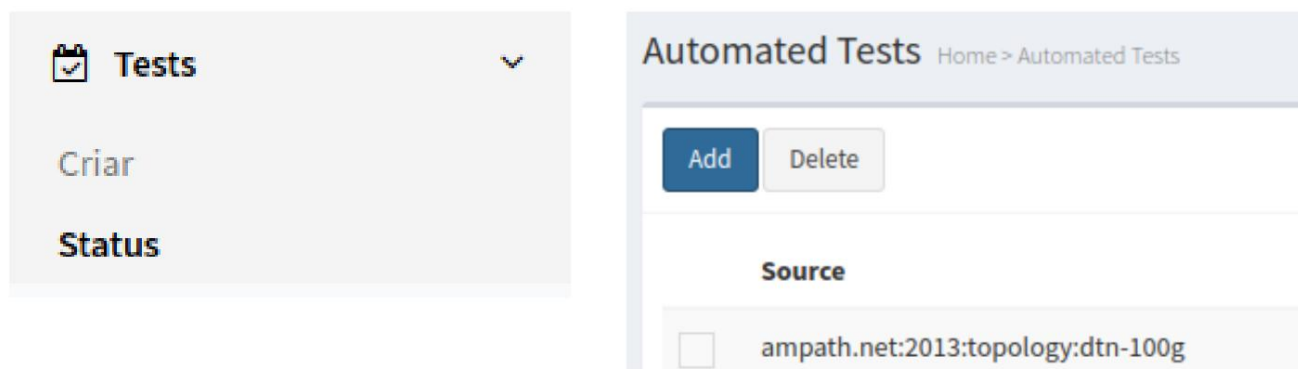 Tests
Criar
Status
Automated Tests Home > Automated Tests
Add Delete
Source
ampath.net:2013:topology:dtn-100g